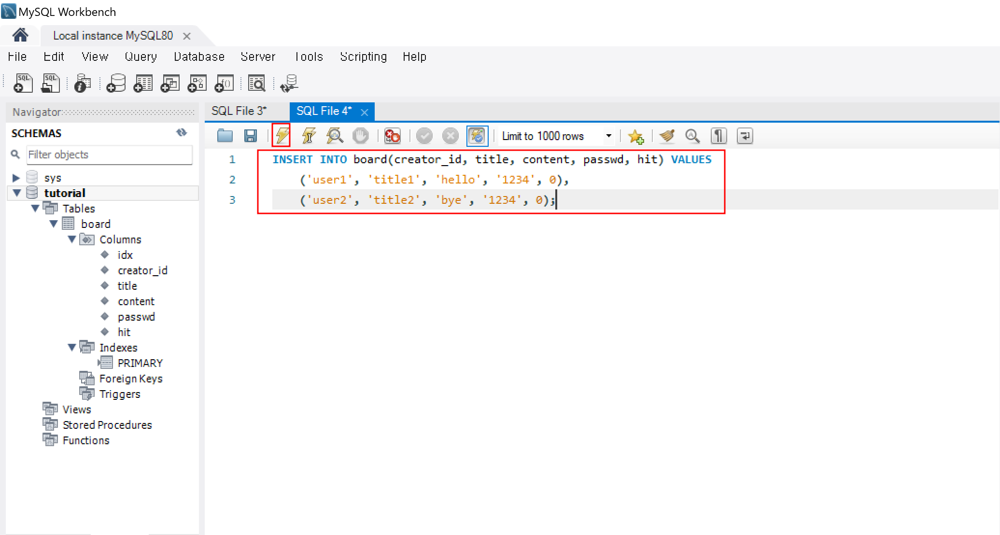 MySQL Workbench
Local instance MySQL80
File Edit View Query Database Server Tools Scripting Help
Navigator
SCHEMAS
Filter objects
sys
tutorial
Tables
board
Columns
idx
creator_id
title
content
passwd
hit
Indexes
PRIMARY
Foreign Keys
Triggers
Views
Stored Procedures
Functions
SQL File 3* SQL File 4*
Limit to 1000 rows
1 INSERT INTO board(creator_id, title, content, passwd, hit) VALUES
2 ('user1', 'title1', 'hello', '1234', 0),
3 ('user2', 'title2', 'bye', '1234', 0);